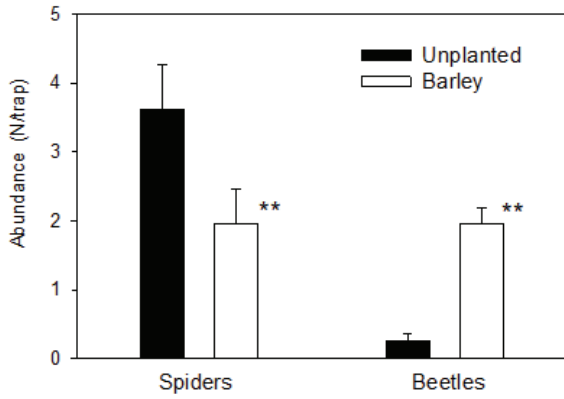 5
4
3
2
1
0
Abundance (N/trap)
Unplanted
Barley
**
**
Spiders
Beetles